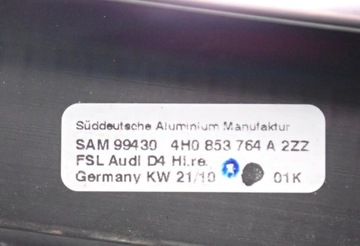 Süddeutsche Aluminium Manufaktur
SAM 99430 4H0 853 764 A 2ZZ
FSL Audi D4 Hi.re.
Germany KW 21/10 01K